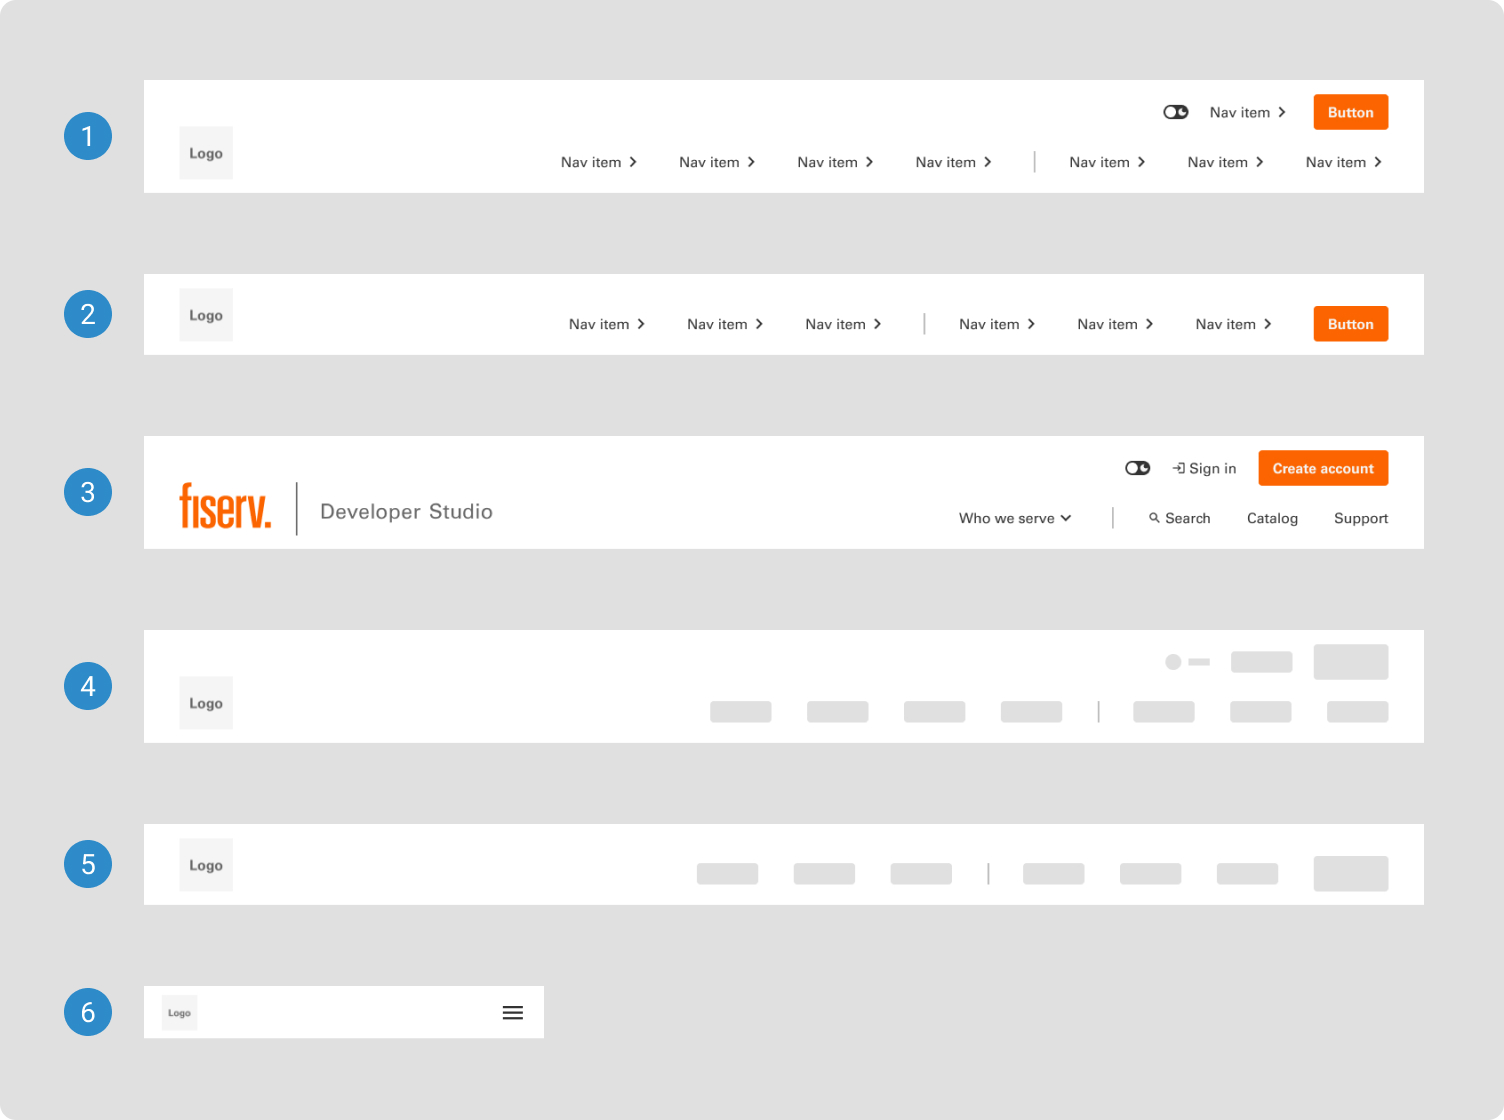 1
Nav item Button
Logo
Nav item Nav item Nav item Nav item Nav item Nav item Nav item
2
Logo
Nav item Nav item Nav item Nav item Nav item Nav item Button
3
Sign in Create account
fiserv. Developer Studio
Who we serve Search Catalog Support
4
Logo
5
Logo
6
Logo